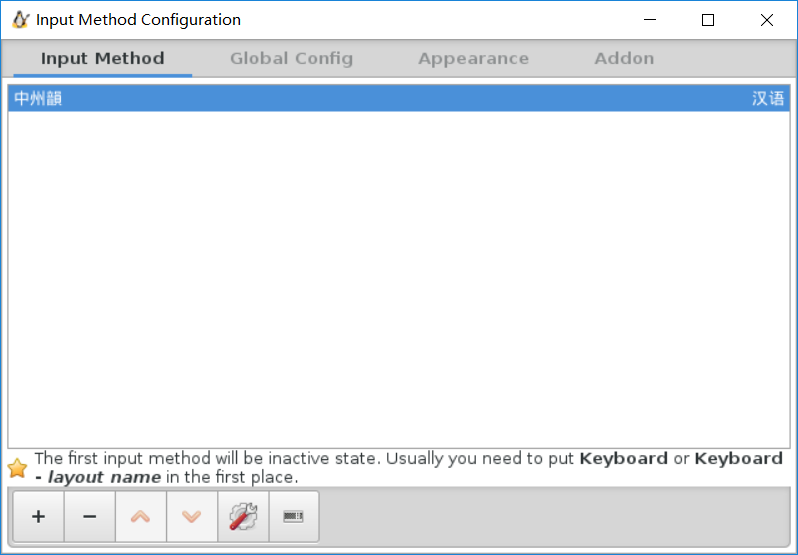 Input Method Configuration
Input Method Global Config Appearance Addon
中州韻 汉语
The first input method will be inactive state. Usually you need to put Keyboard or Keyboard
- layout name in the first place.